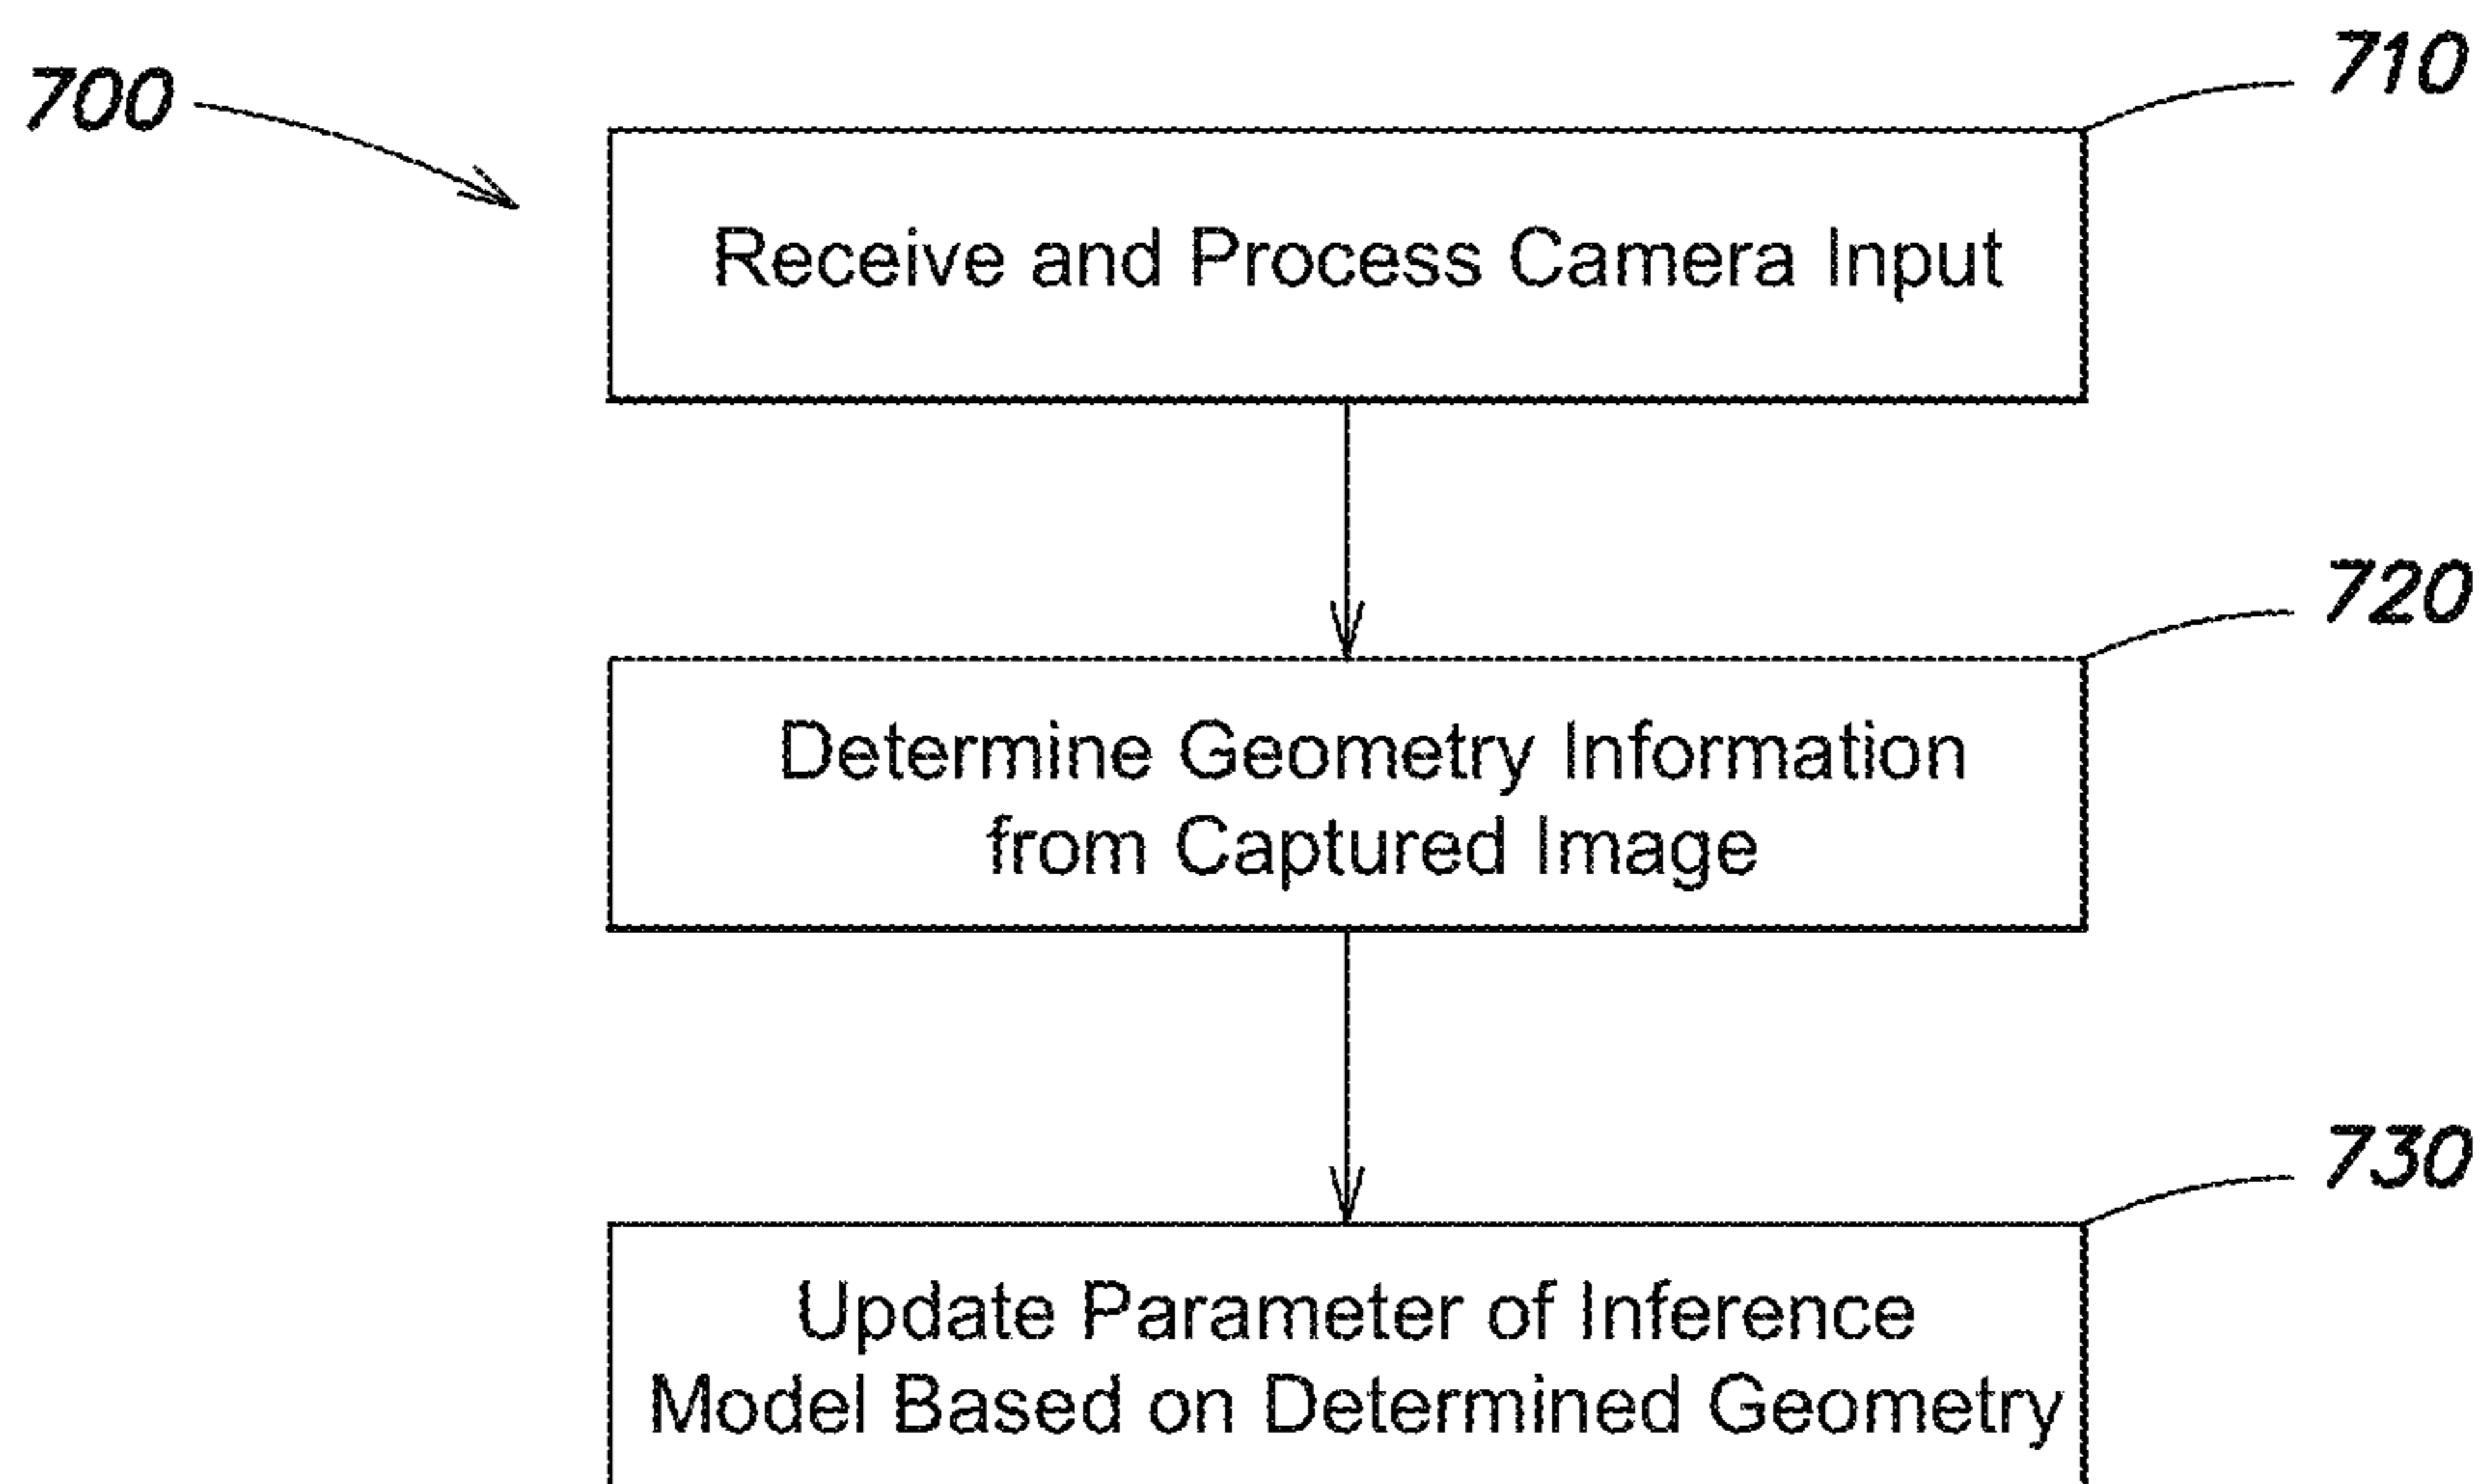 700
710
Receive and Process Camera Input
720
Determine Geometry Information
from Captured Image
730
Update Parameter of Inference
Model Based on Determined Geometry